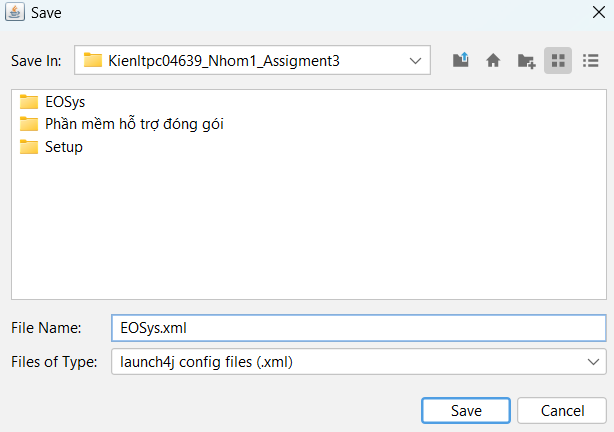 Save
Save In: Kienltpc04639_Nhom1_Assigment3
EOSys
Phần mềm hỗ trợ đóng gói
Setup
File Name: EOSys.xml
Files of Type: launch4j config files (.xml)
Save Cancel